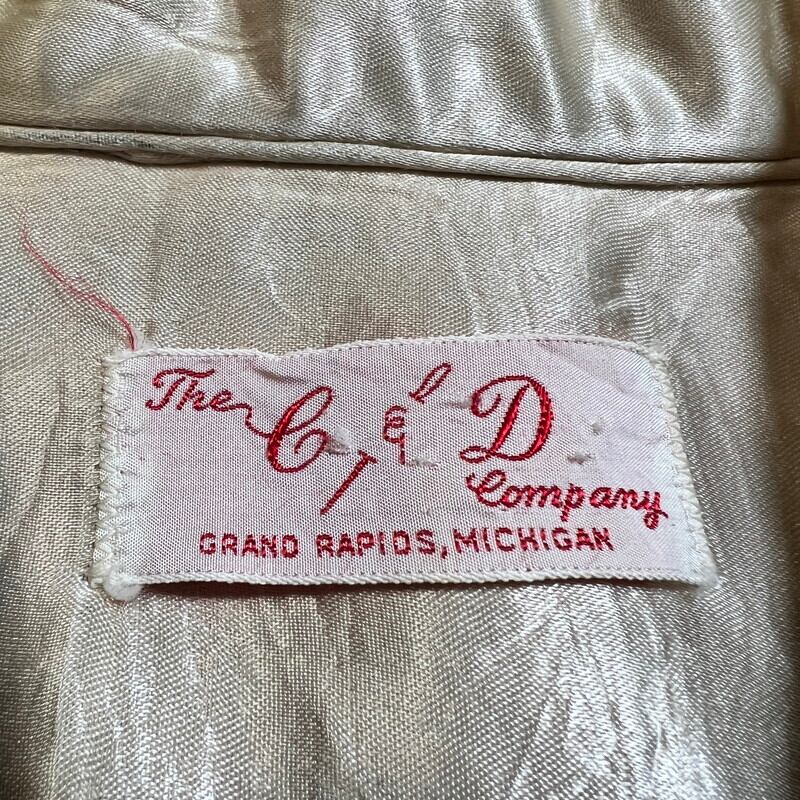 The C & D
Company
GRAND RAPIDS, MICHIGAN